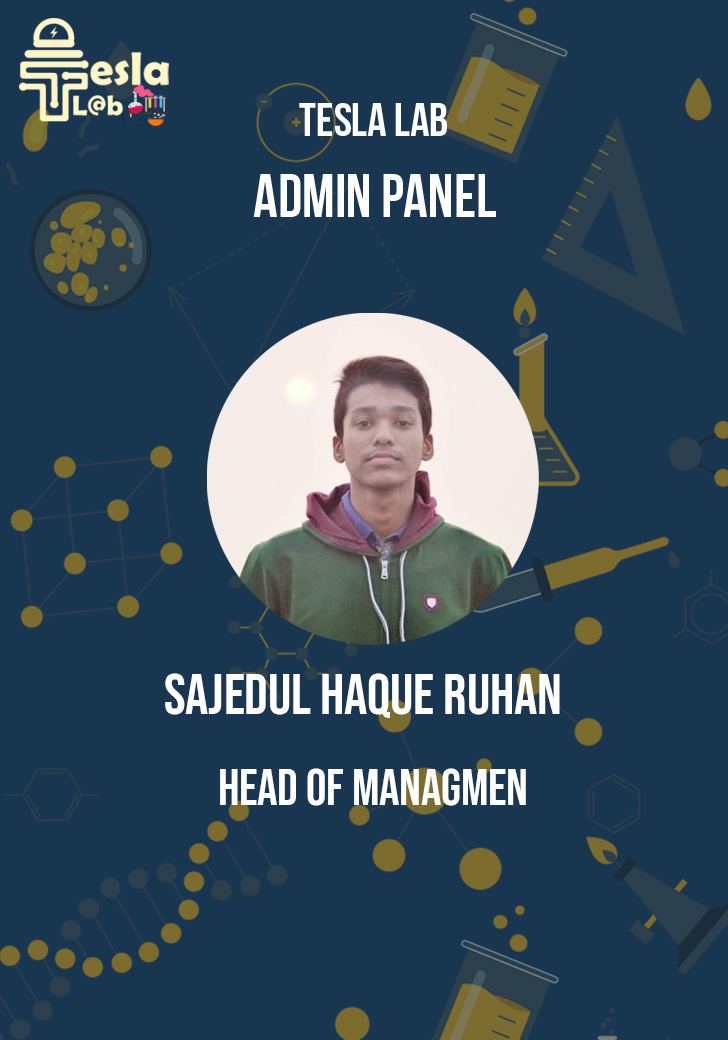 Tesla
L@b
TESLA LAB
ADMIN PANEL
SAJEDUL HAQUE RUHAN
HEAD OF MANAGMEN